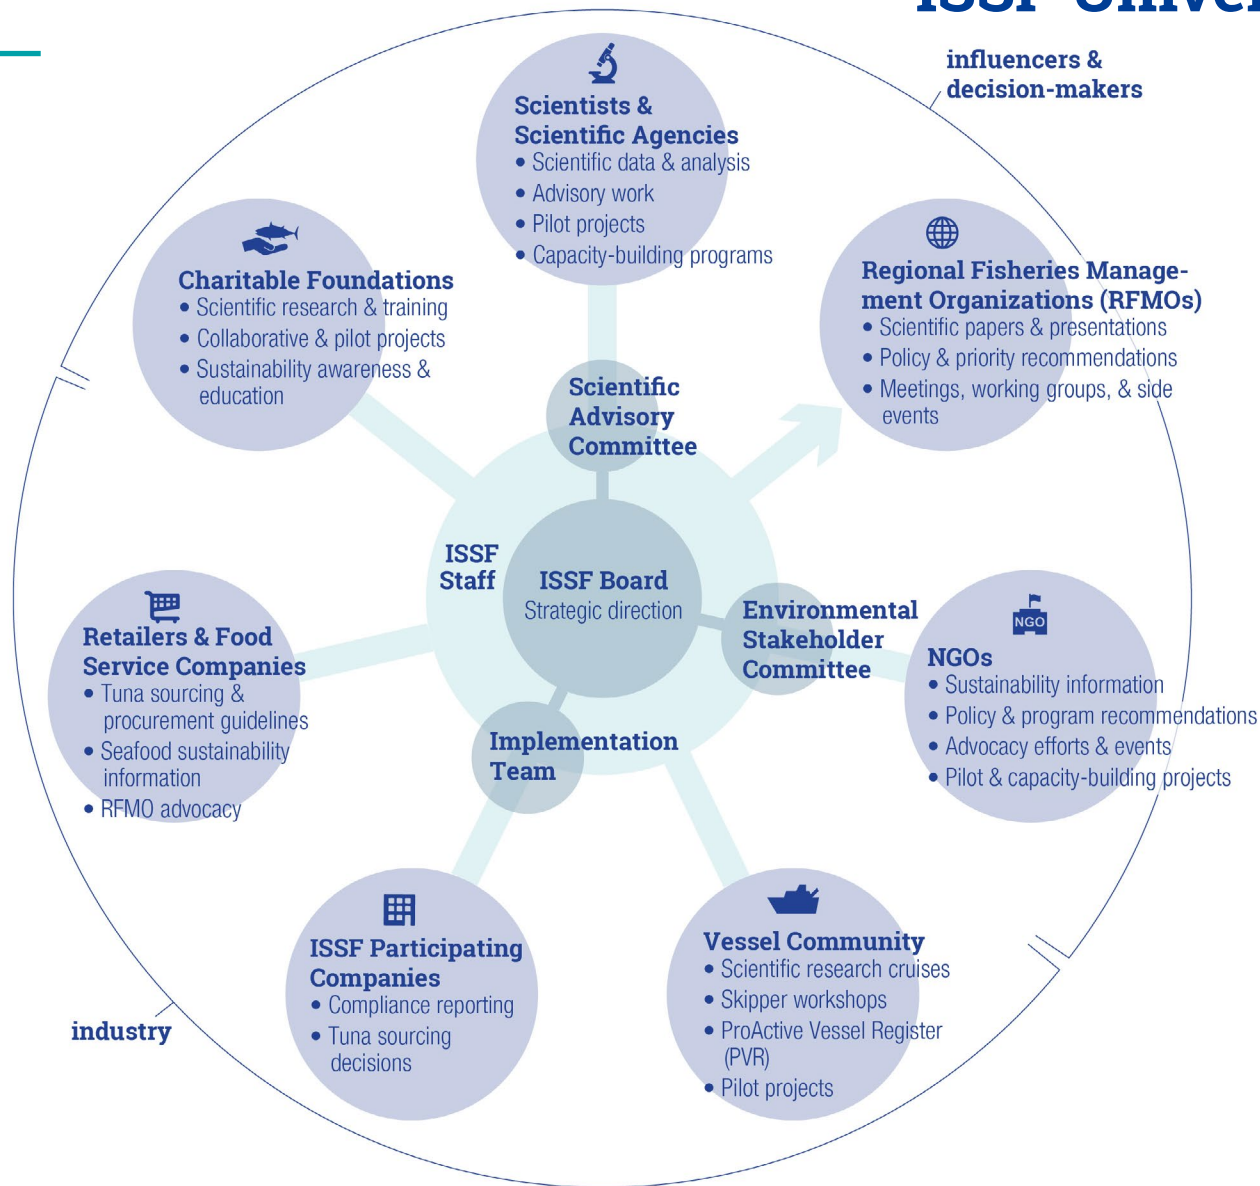 influencers &
decision-makers
Scientists &
Scientific Agencies
• Scientific data & analysis
• Advisory work
• Pilot projects
• Capacity-building programs
Charitable Foundations
• Scientific research & training
• Collaborative & pilot projects
• Sustainability awareness &
education
Regional Fisheries Manage-
ment Organizations (RFMOs)
• Scientific papers & presentations
• Policy & priority recommendations
• Meetings, working groups, & side
events
Scientific
Advisory
Committee
ISSF
Staff
ISSF Board
Strategic direction
Environmental
Stakeholder
Committee
Implementation
Team
Retailers & Food
Service Companies
• Tuna sourcing &
procurement guidelines
• Seafood sustainability
information
• RFMO advocacy
NGO
NGOs
• Sustainability information
• Policy & program recommendations
• Advocacy efforts & events
• Pilot & capacity-building projects
ISSF Participating
Companies
• Compliance reporting
• Tuna sourcing
decisions
Vessel Community
• Scientific research cruises
• Skipper workshops
• ProActive Vessel Register
(PVR)
• Pilot projects
industry